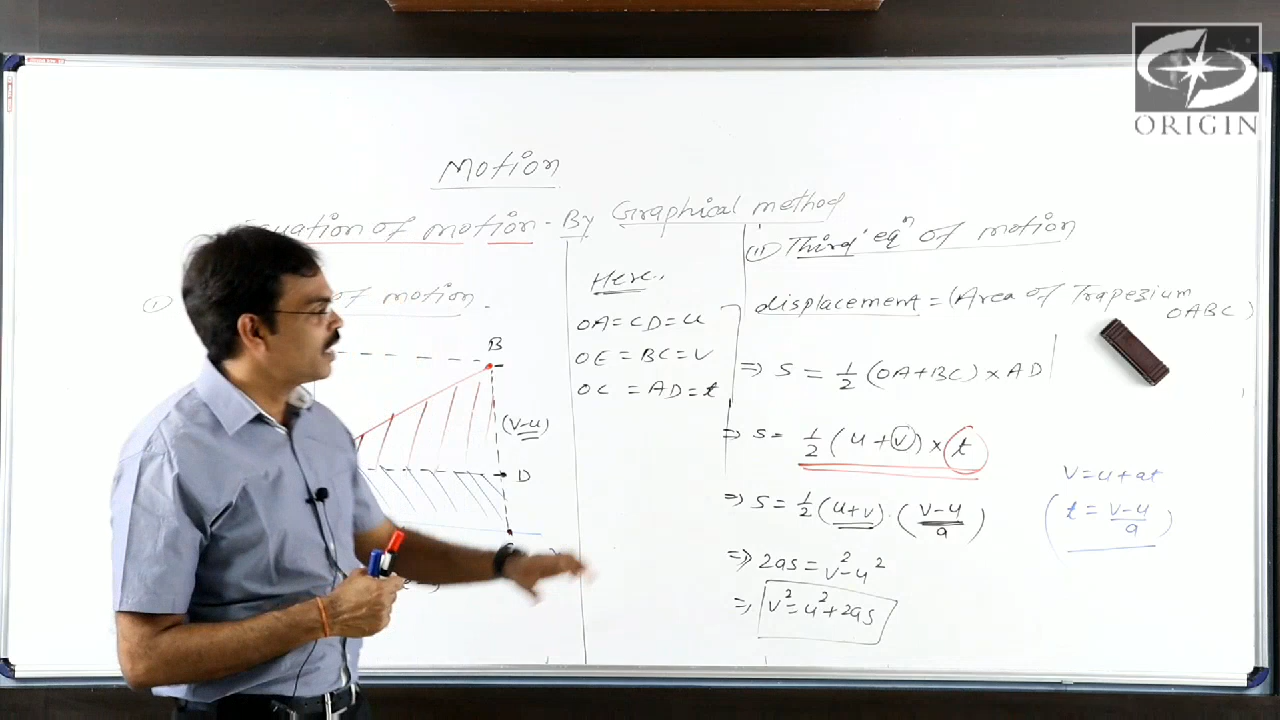 ORIGIN
Motion
Equation of motion - By Graphical method
(i) of motion.
B
(v-u)
D
C
Here..
OA = CD = u
OE = BC = v
OC = AD = t
(ii) Third eqⁿ of motion
displacement = (Area of Trapezium
OABC)
⇒ S = 1/2 (OA+BC) × AD
⇒ S = 1/2 (u+v) × t
⇒ S = 1/2 (u+v) . (v-u/a)
⇒ 2as = v² - u²
⇒ v² = u² + 2as
v = u + at
(t = v-u/a)